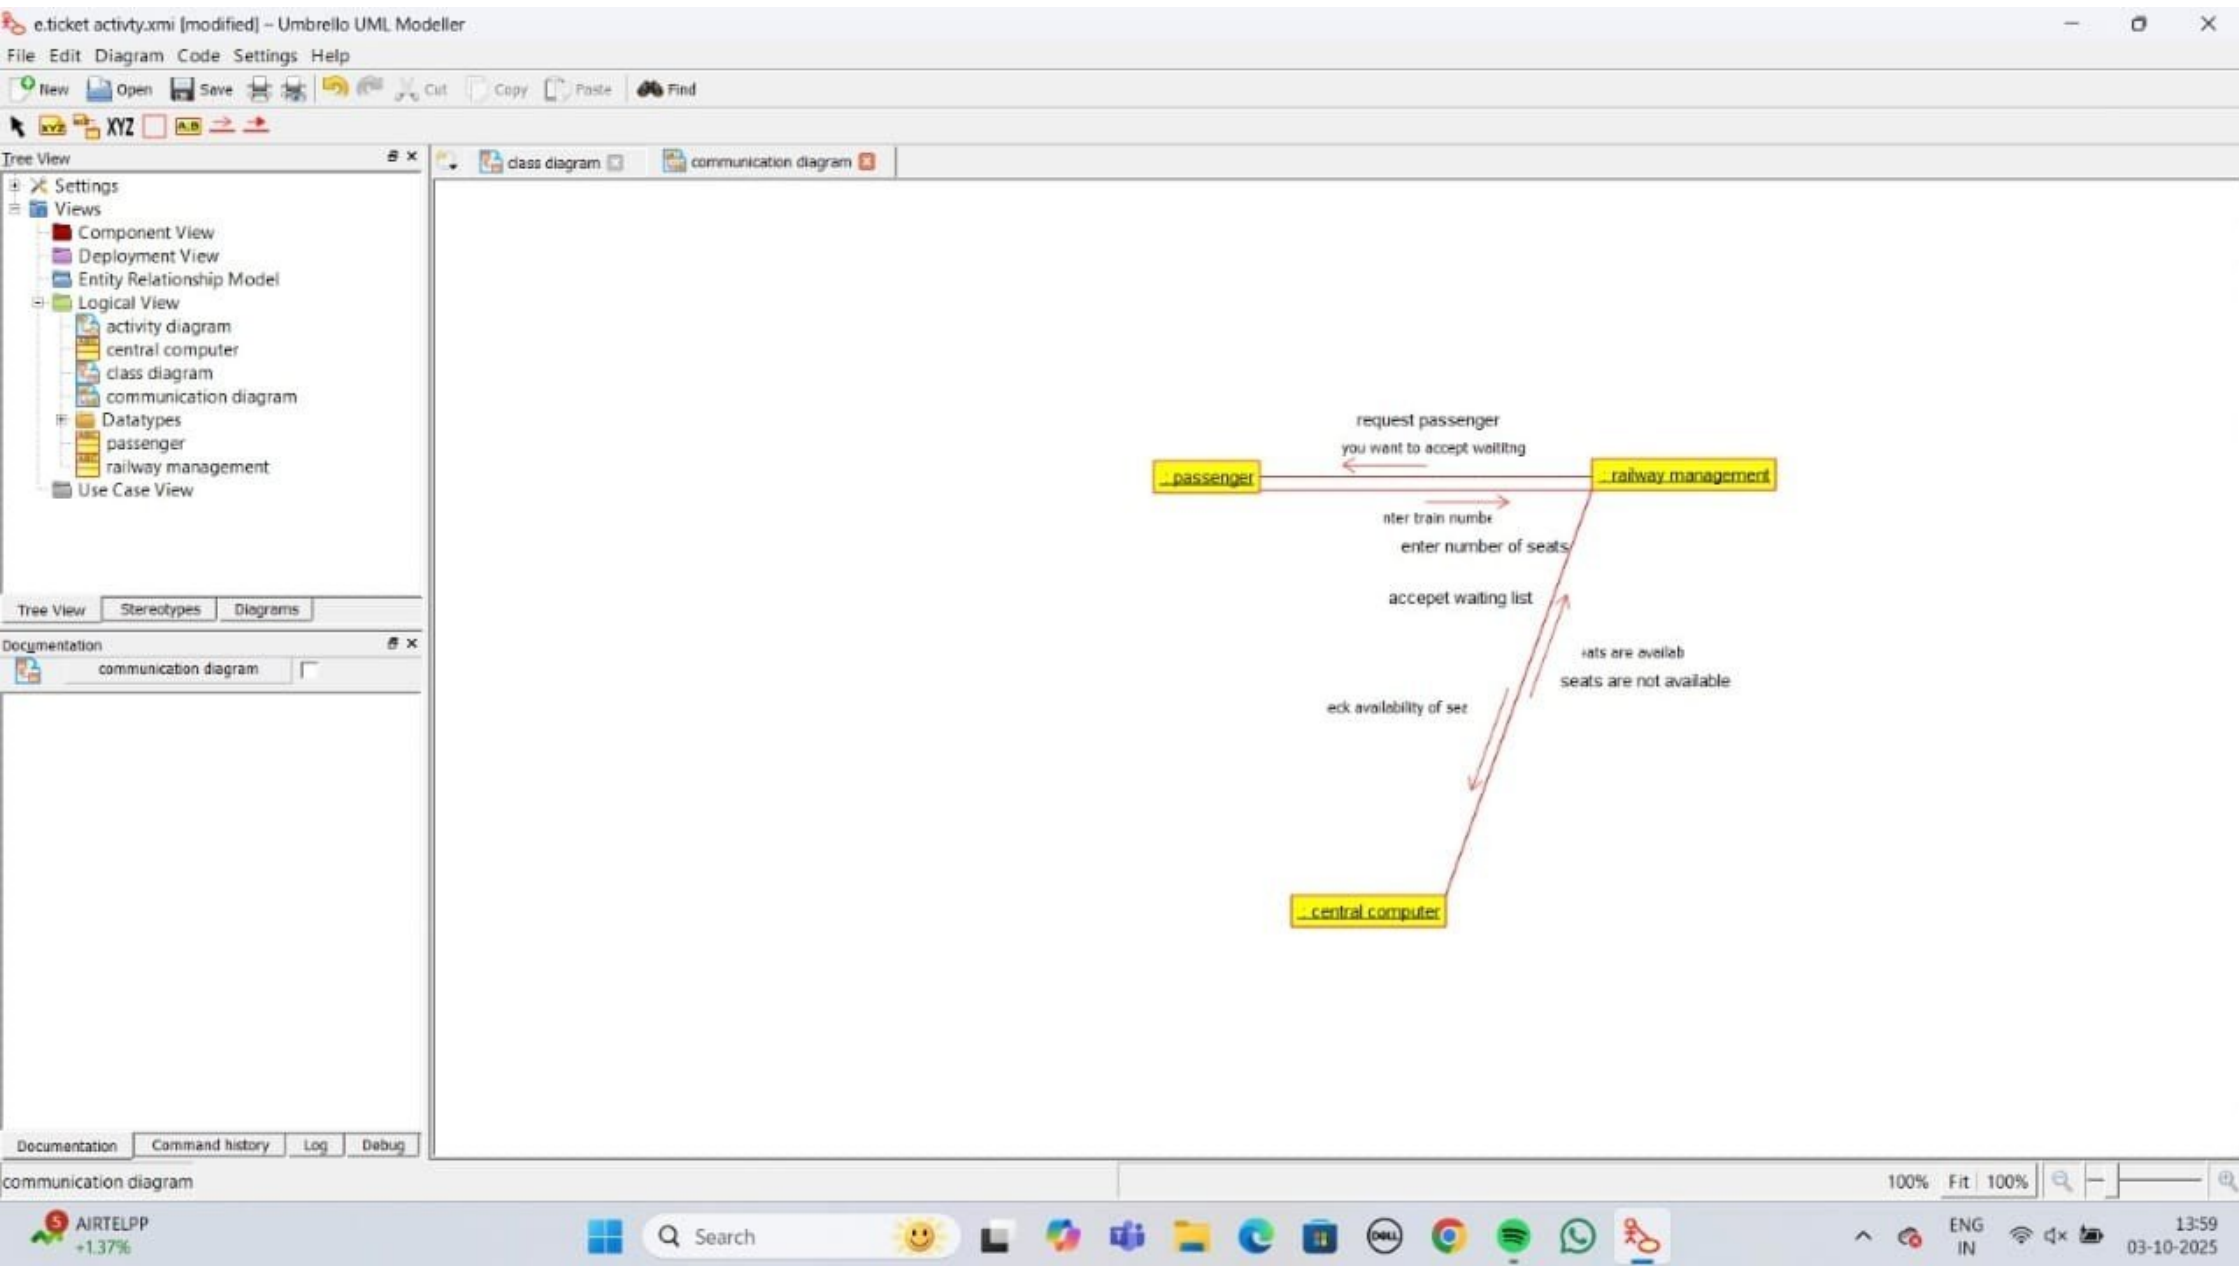 e.ticket activty.xmi [modified] – Umbrello UML Modeller
File Edit Diagram Code Settings Help
New Open Save Cut Copy Paste Find
XYZ XYZ A.B
Tree View
class diagram communication diagram
Settings
Views
Component View
Deployment View
Entity Relationship Model
Logical View
activity diagram
central computer
class diagram
communication diagram
Datatypes
passenger
railway management
Use Case View
Tree View Stereotypes Diagrams
Documentation
communication diagram
request passenger
you want to accept waititng
: passenger
: railway management
nter train numbe
enter number of seats
accepet waiting list
ats are availab
seats are not available
eck availability of sea
: central computer
Documentation Command history Log Debug
communication diagram
100% Fit 100%
5 AIRTELPP
+1.37%
Search
DELL
ENG
IN
13:59
03-10-2025